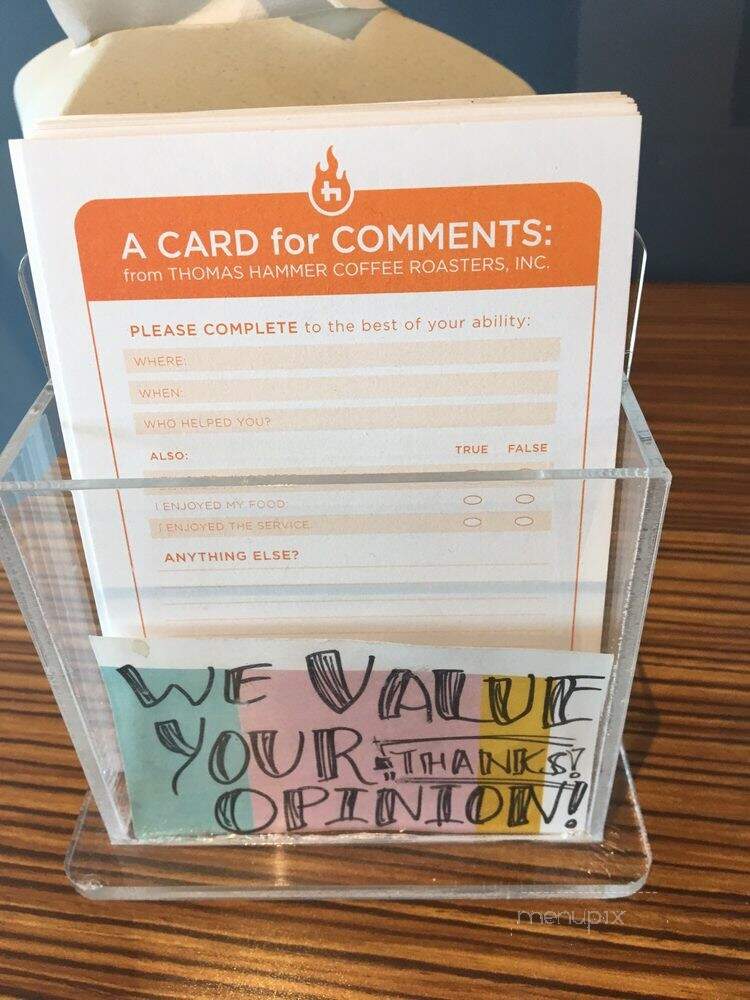 A CARD for COMMENTS:
from THOMAS HAMMER COFFEE ROASTERS, INC.
PLEASE COMPLETE to the best of your ability:
WHERE:
WHEN:
WHO HELPED YOU?
ALSO: TRUE FALSE
I ENJOYED MY FOOD
I ENJOYED THE SERVICE
ANYTHING ELSE?
WE VALUE
YOUR THANKS!
OPINION!
menupix